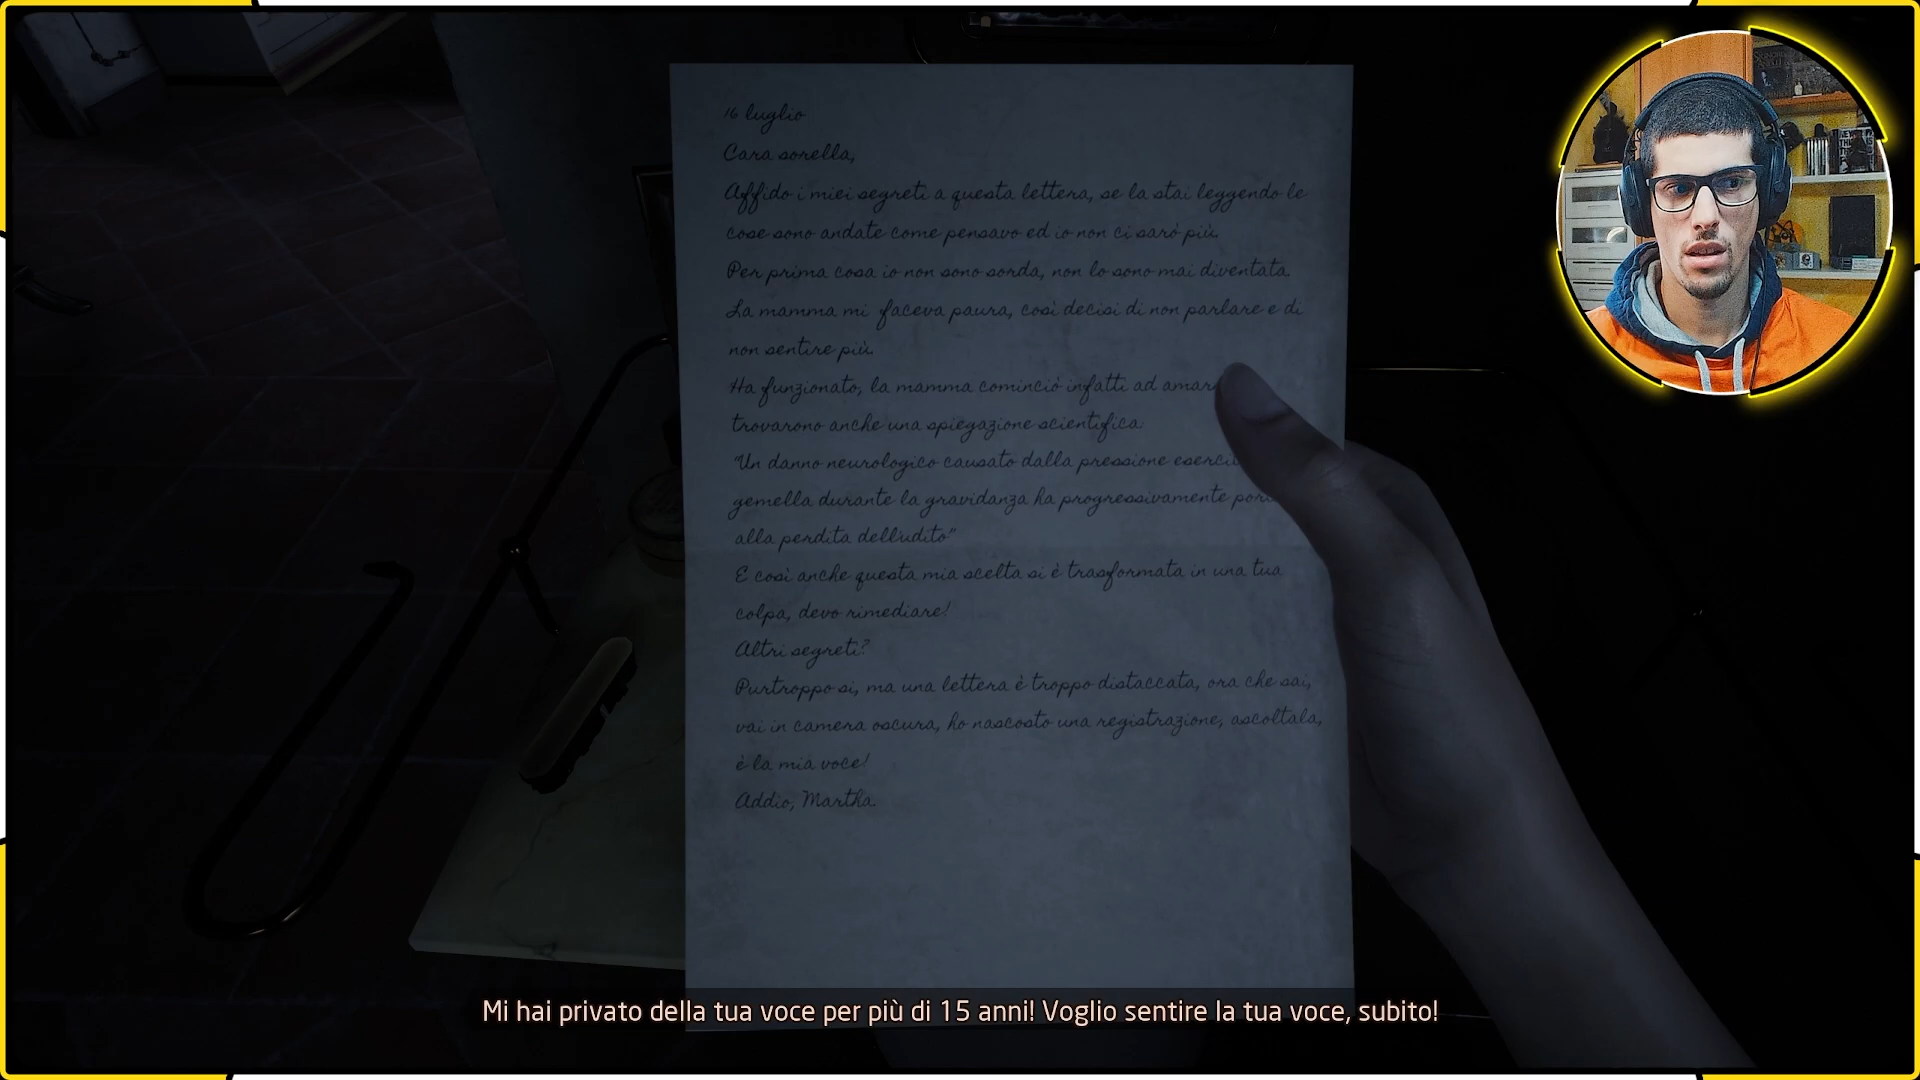 16 luglio
Cara sorella,
Affido i miei segreti a questa lettera, se la stai leggendo le
cose sono andate come pensavo ed io non ci sarò più.
Per prima cosa io non sono sorda, non lo sono mai diventata.
La mamma mi faceva paura, così decisi di non parlare e di
non sentire più.
Ha funzionato, la mamma cominciò infatti ad
trovarono anche una spiegazione scientifica.
"Un danno neurologico causato dalla pressione
gemella durante la gravidanza ha progressivamente
alla perdita dell'udito"
E così anche questa mia scelta si è trasformata in una tua
colpa, devo rimediare!
Altri segreti?
Purtroppo si, ma una lettera è troppo distaccata, ora che sai,
vai in camera oscura, ho nascosto una registrazione, ascoltala,
è la mia voce!
Addio, Martha.
Mi hai privato della tua voce per più di 15 anni! Voglio sentire la tua voce, subito!